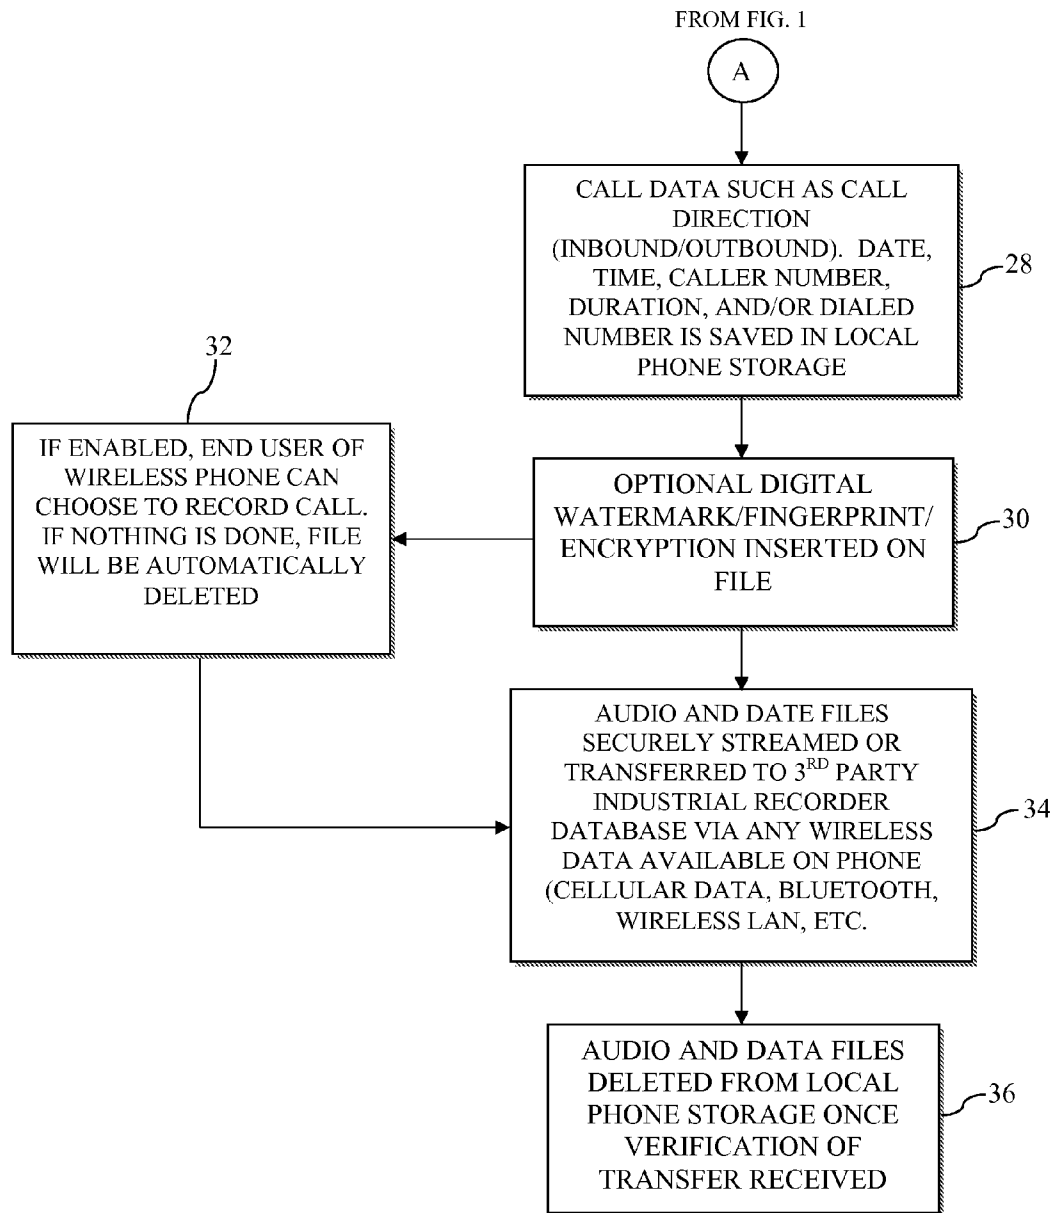 FROM FIG. 1
A
CALL DATA SUCH AS CALL
DIRECTION
(INBOUND/OUTBOUND). DATE,
TIME, CALLER NUMBER,
DURATION, AND/OR DIALED
NUMBER IS SAVED IN LOCAL
PHONE STORAGE
28
32
IF ENABLED, END USER OF
WIRELESS PHONE CAN
CHOOSE TO RECORD CALL.
IF NOTHING IS DONE, FILE
WILL BE AUTOMATICALLY
DELETED
OPTIONAL DIGITAL
WATERMARK/FINGERPRINT/
ENCRYPTION INSERTED ON
FILE
30
AUDIO AND DATE FILES
SECURELY STREAMED OR
TRANSFERRED TO 3RD PARTY
INDUSTRIAL RECORDER
DATABASE VIA ANY WIRELESS
DATA AVAILABLE ON PHONE
(CELLULAR DATA, BLUETOOTH,
WIRELESS LAN, ETC.
34
AUDIO AND DATA FILES
DELETED FROM LOCAL
PHONE STORAGE ONCE
VERIFICATION OF
TRANSFER RECEIVED
36